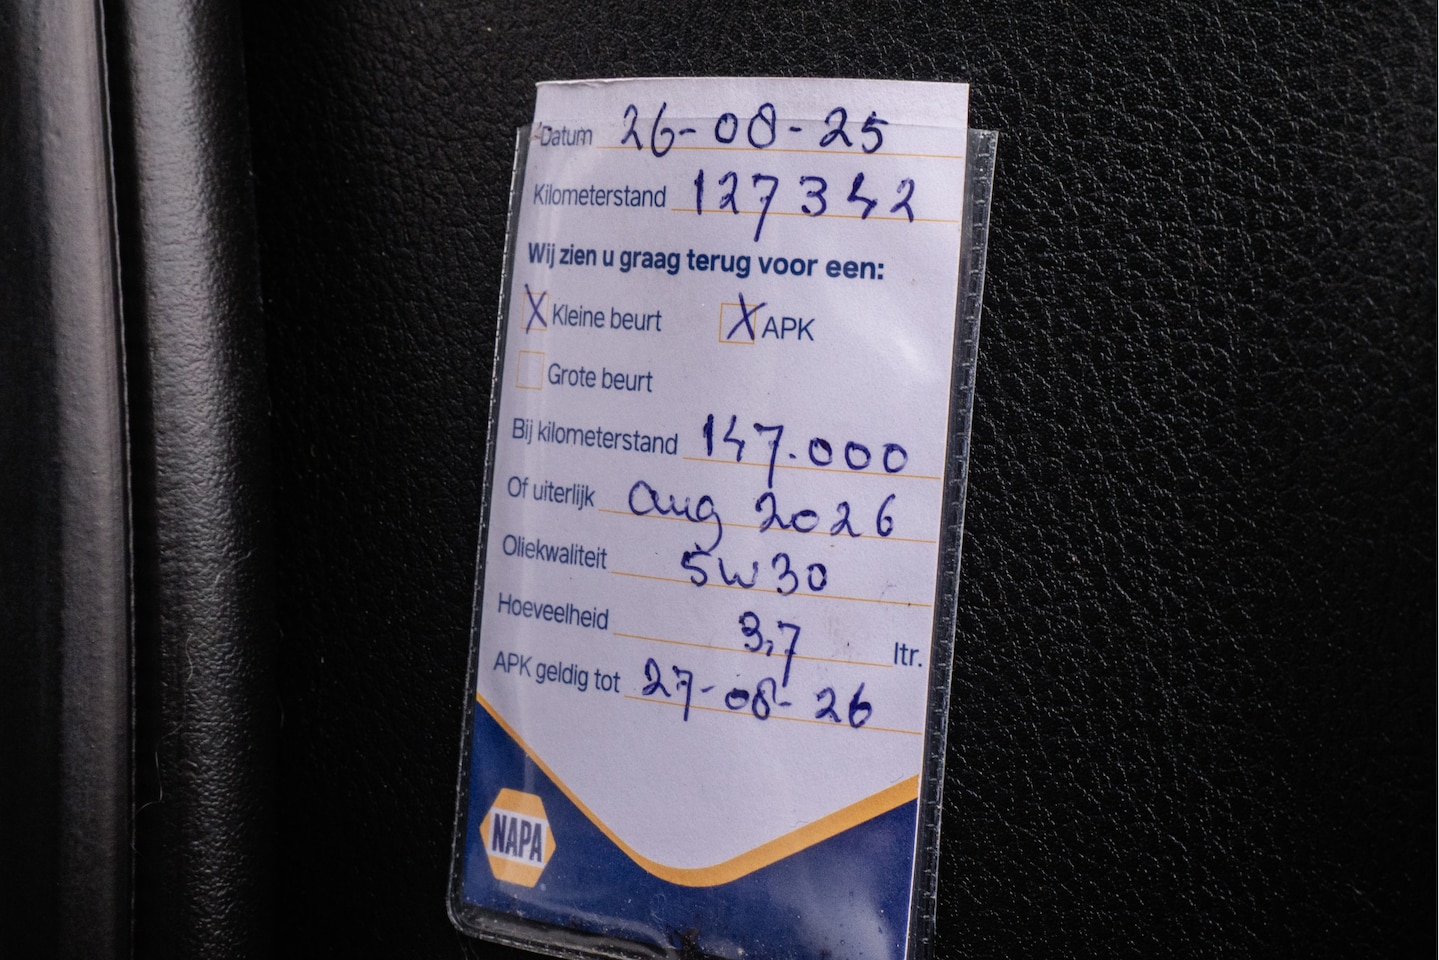 Datum 26-08-25
Kilometerstand 127342
Wij zien u graag terug voor een:
X Kleine beurt X APK
Grote beurt
Bij kilometerstand 147.000
Of uiterlijk aug 2026
Oliekwaliteit 5w30
Hoeveelheid 3,7 ltr.
APK geldig tot 27-08-26
NAPA